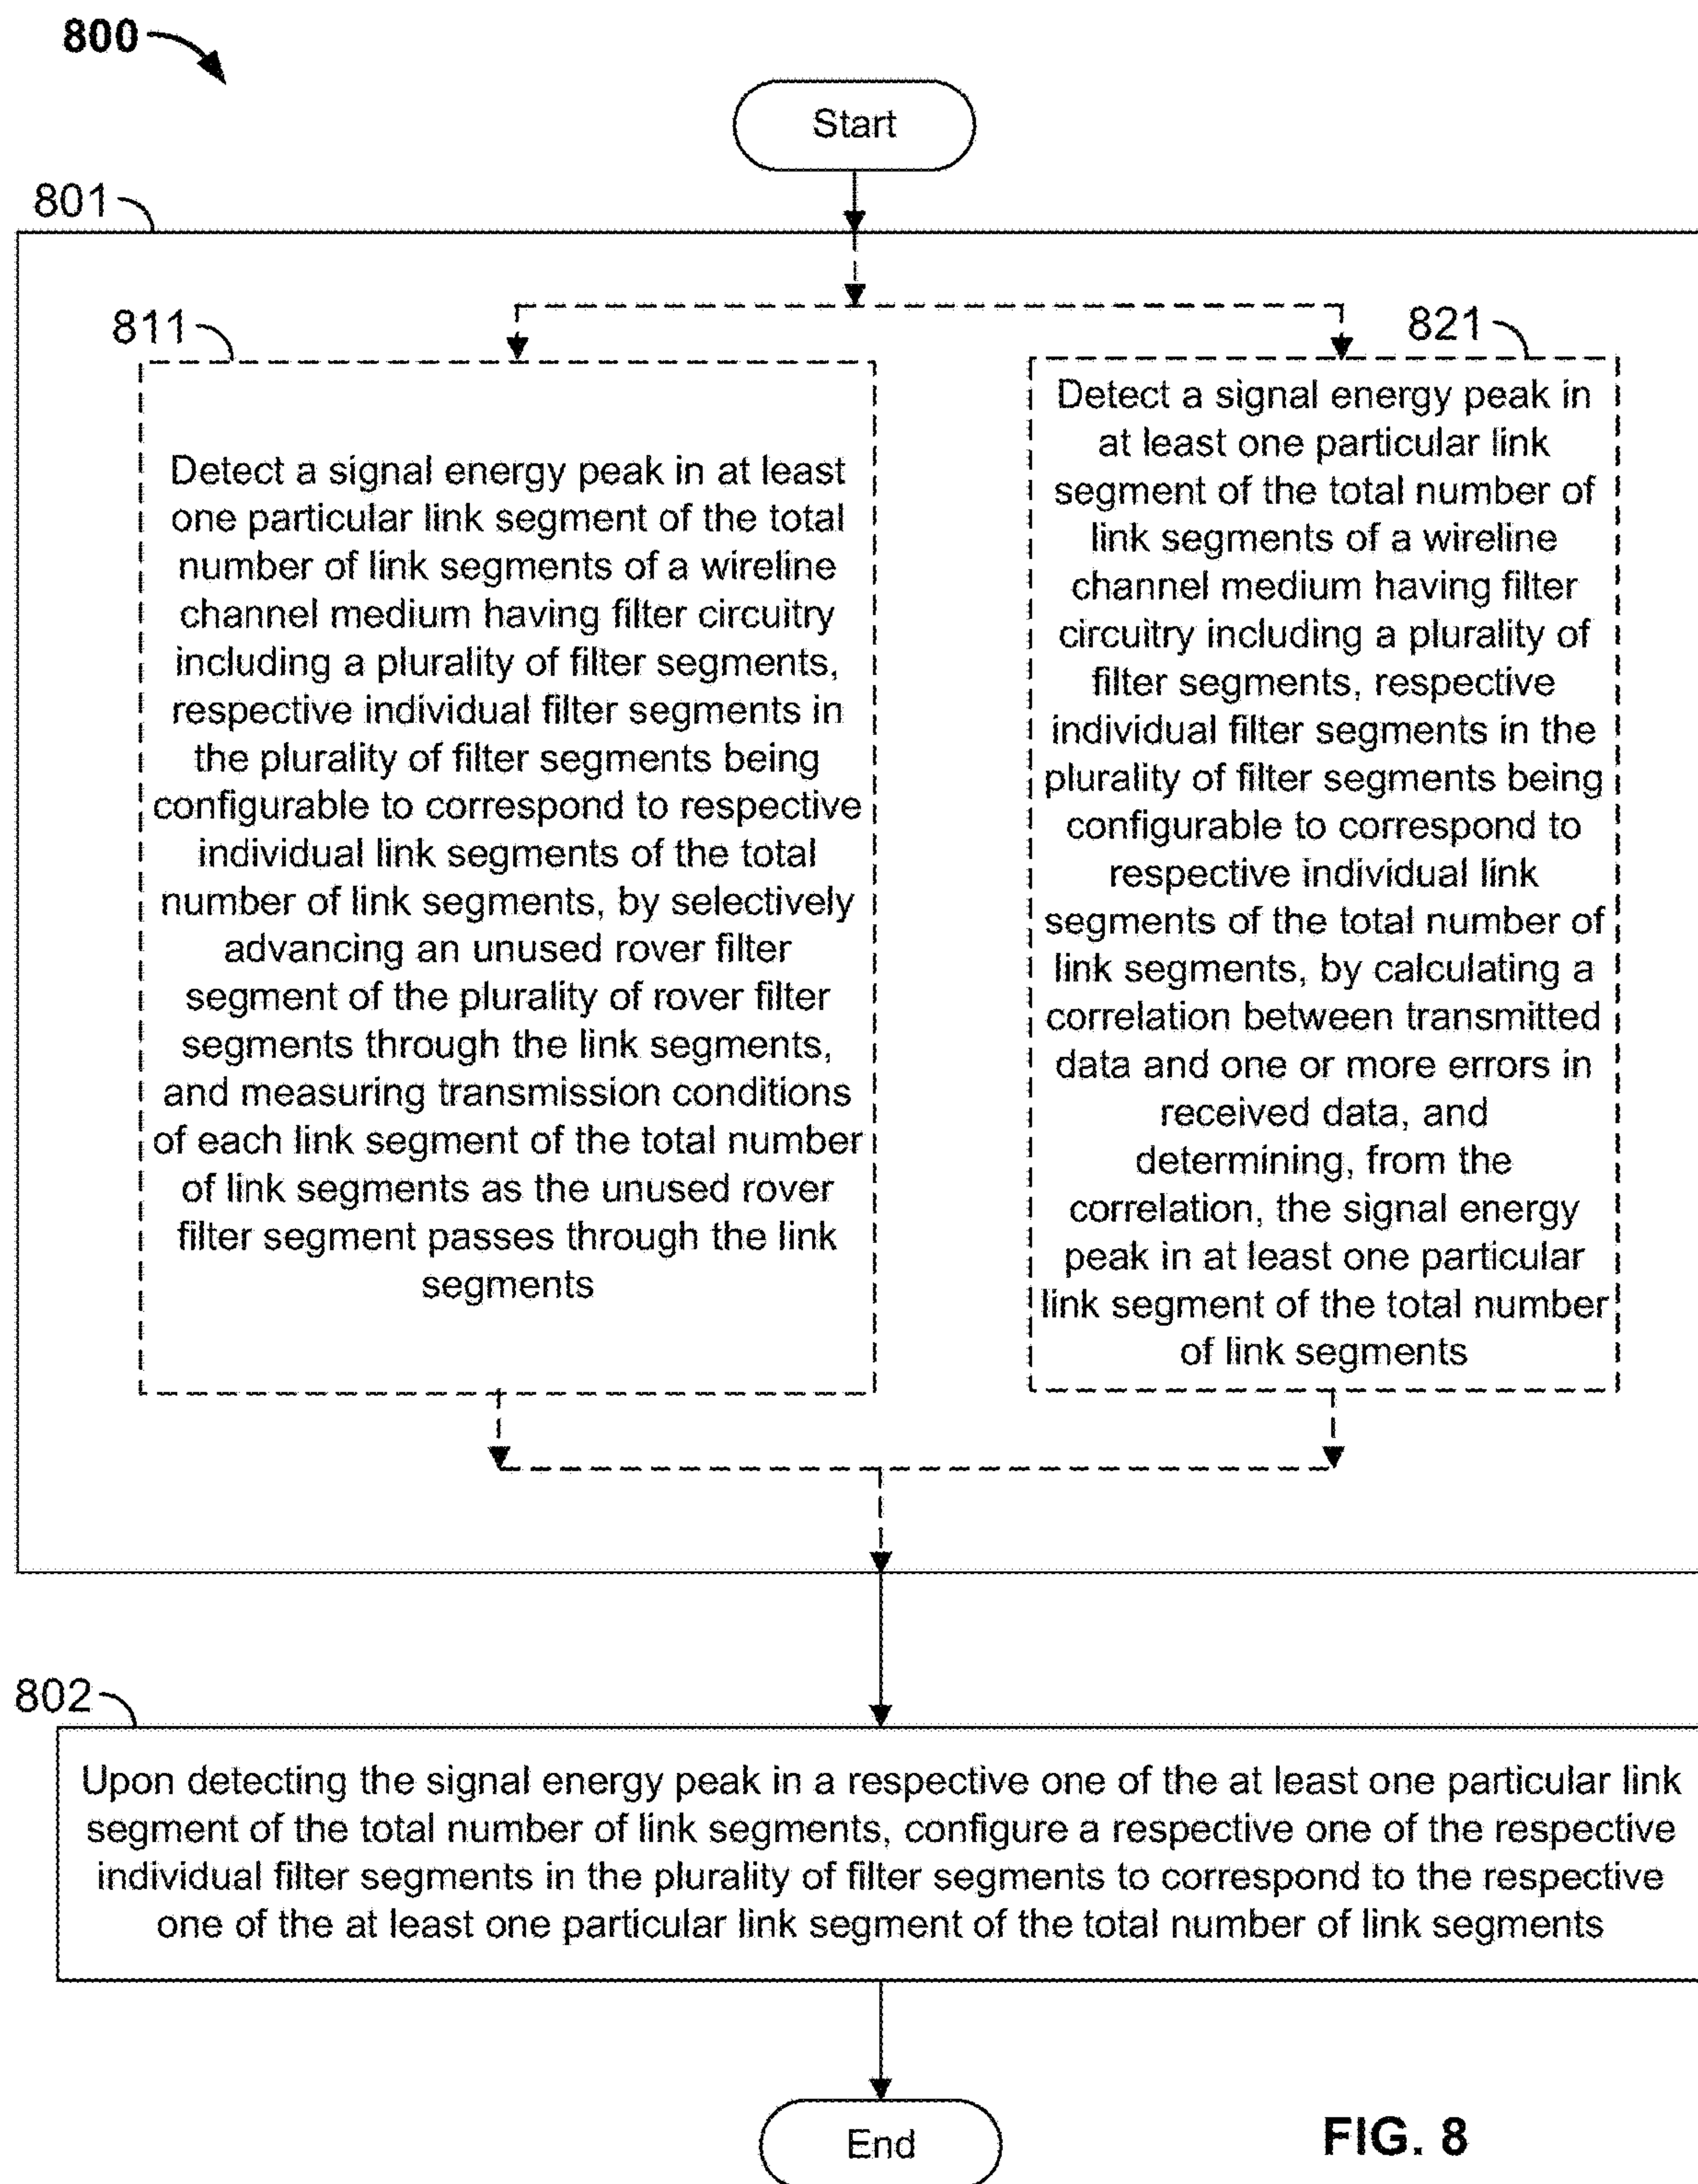 800
Start
801
811
Detect a signal energy peak in at least
one particular link segment of the total
number of link segments of a wireline
channel medium having filter circuitry
including a plurality of filter segments,
respective individual filter segments in
the plurality of filter segments being
configurable to correspond to respective
individual link segments of the total
number of link segments, by selectively
advancing an unused rover filter
segment of the plurality of rover filter
segments through the link segments,
and measuring transmission conditions
of each link segment of the total number
of link segments as the unused rover
filter segment passes through the link
segments
821
Detect a signal energy peak in
at least one particular link
segment of the total number of
link segments of a wireline
channel medium having filter
circuitry including a plurality of
filter segments, respective
individual filter segments in the
plurality of filter segments being
configurable to correspond to
respective individual link
segments of the total number of
link segments, by calculating a
correlation between transmitted
data and one or more errors in
received data, and
determining, from the
correlation, the signal energy
peak in at least one particular
link segment of the total number
of link segments
802
Upon detecting the signal energy peak in a respective one of the at least one particular link
segment of the total number of link segments, configure a respective one of the respective
individual filter segments in the plurality of filter segments to correspond to the respective
one of the at least one particular link segment of the total number of link segments
End
FIG. 8